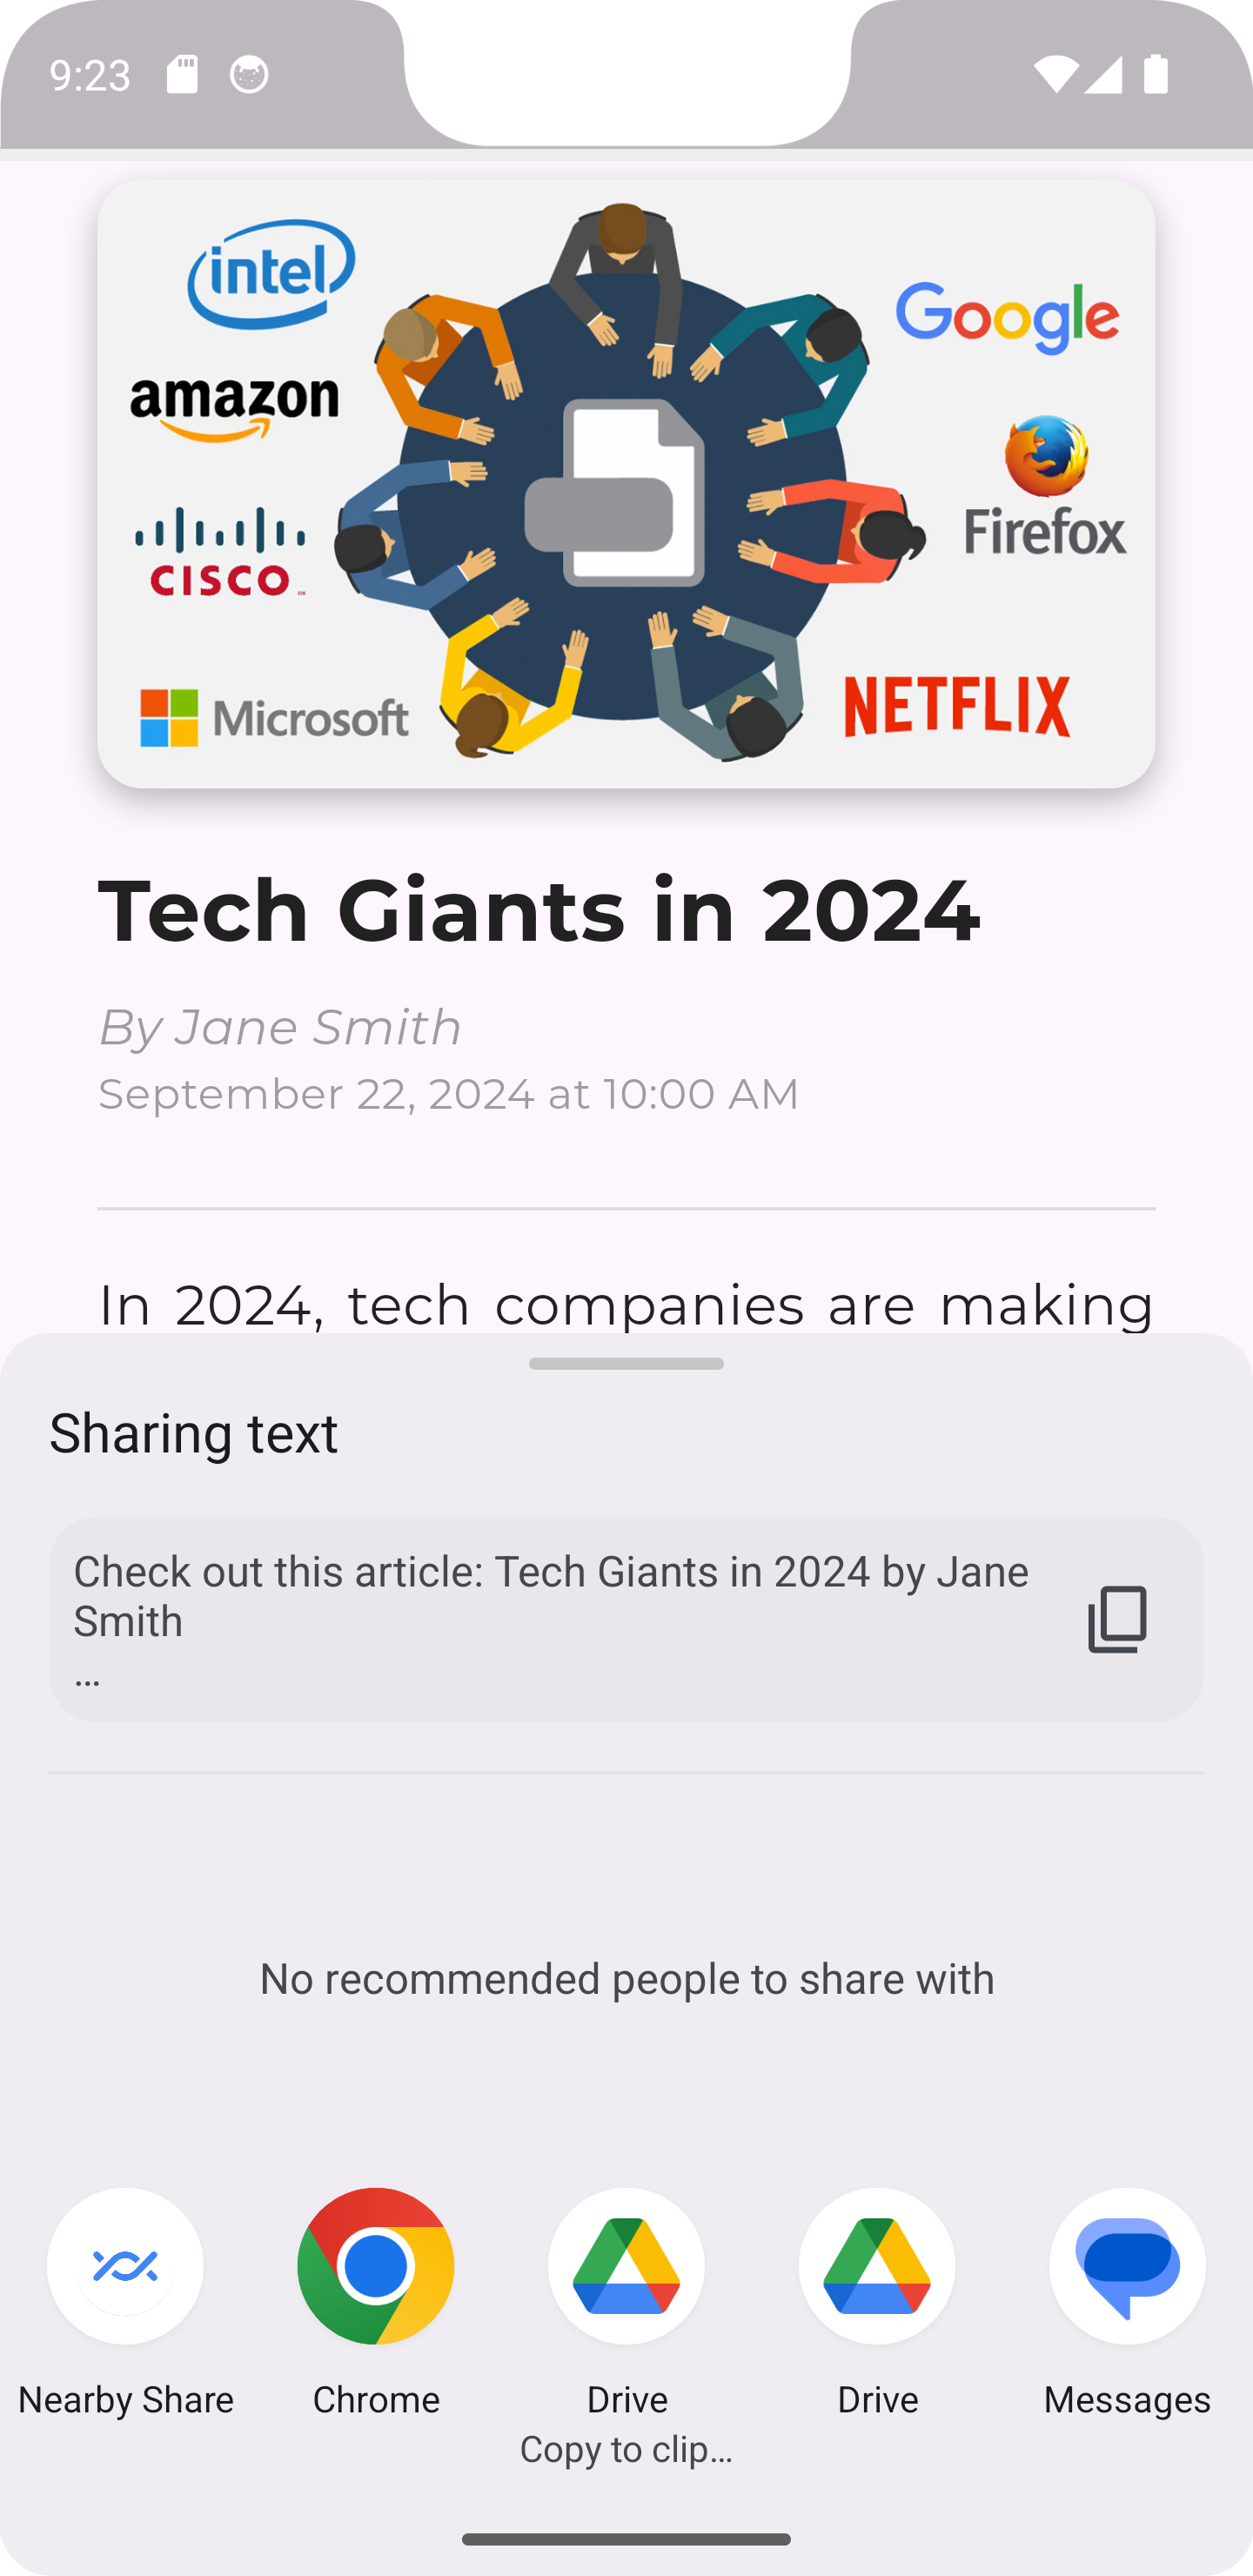 9:23
intel
Google
amazon
Firefox
CISCO
Microsoft
NETFLIX
Tech Giants in 2024
By Jane Smith
September 22, 2024 at 10:00 AM
In 2024, tech companies are making
Sharing text
Check out this article: Tech Giants in 2024 by Jane
Smith
...
No recommended people to share with
Nearby Share
Chrome
Drive
Copy to clip...
Drive
Messages